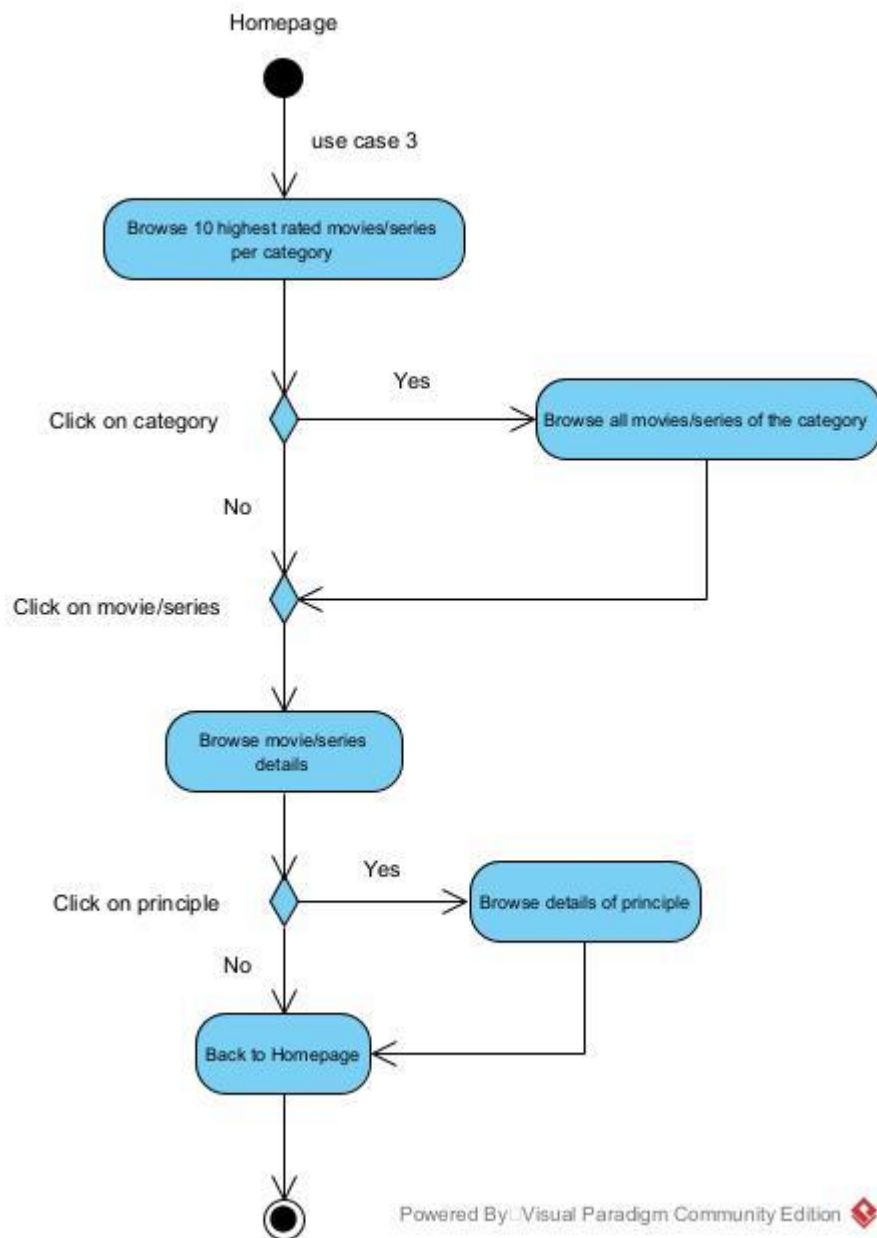 Homepage
use case 3
Browse 10 highest rated movies/series
per category
Yes
Click on category
Browse all movies/series of the category
No
Click on movie/series
Browse movie/series
details
Yes
Click on principle
Browse details of principle
No
Back to Homepage
Powered By Visual Paradigm Community Edition